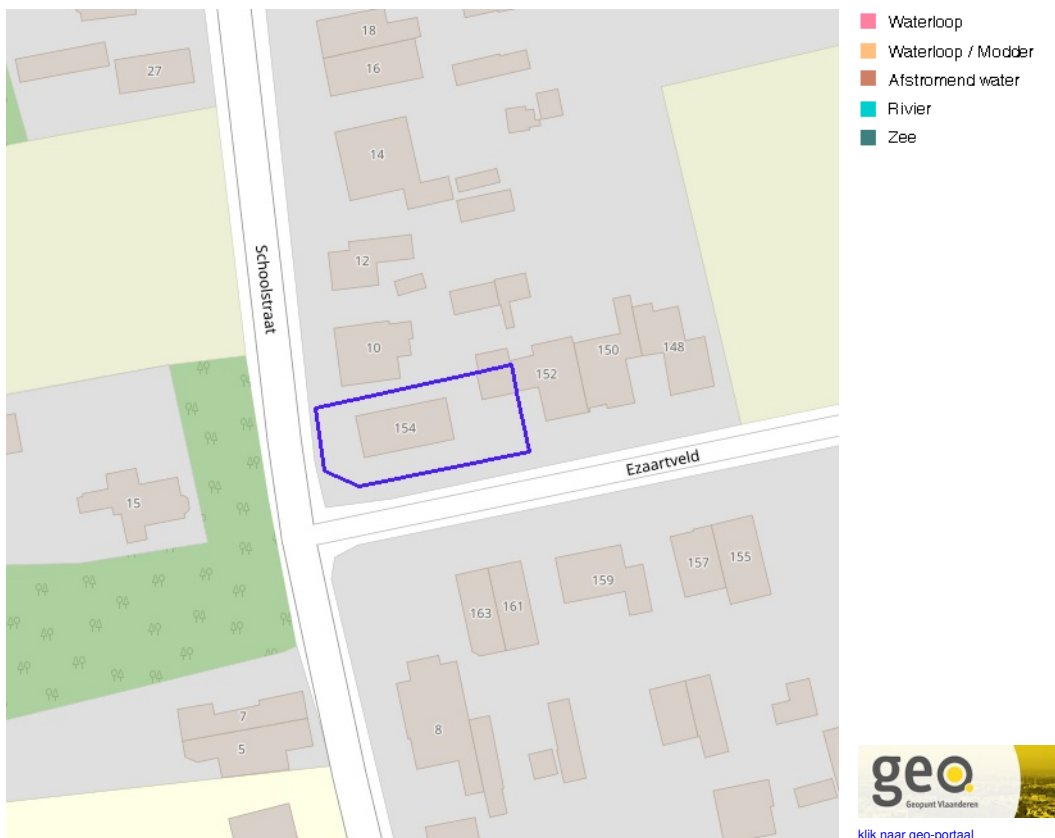 Waterloop
Waterloop / Modder
Afstromend water
Rivier
Zee
18
16
27
14
12
Schoolstraat
10
150
148
152
154
Ezaartveld
15
159
157
155
163
161
7
5
8
geo.
Geopunt Vlaanderen
klik naar geo-portaal